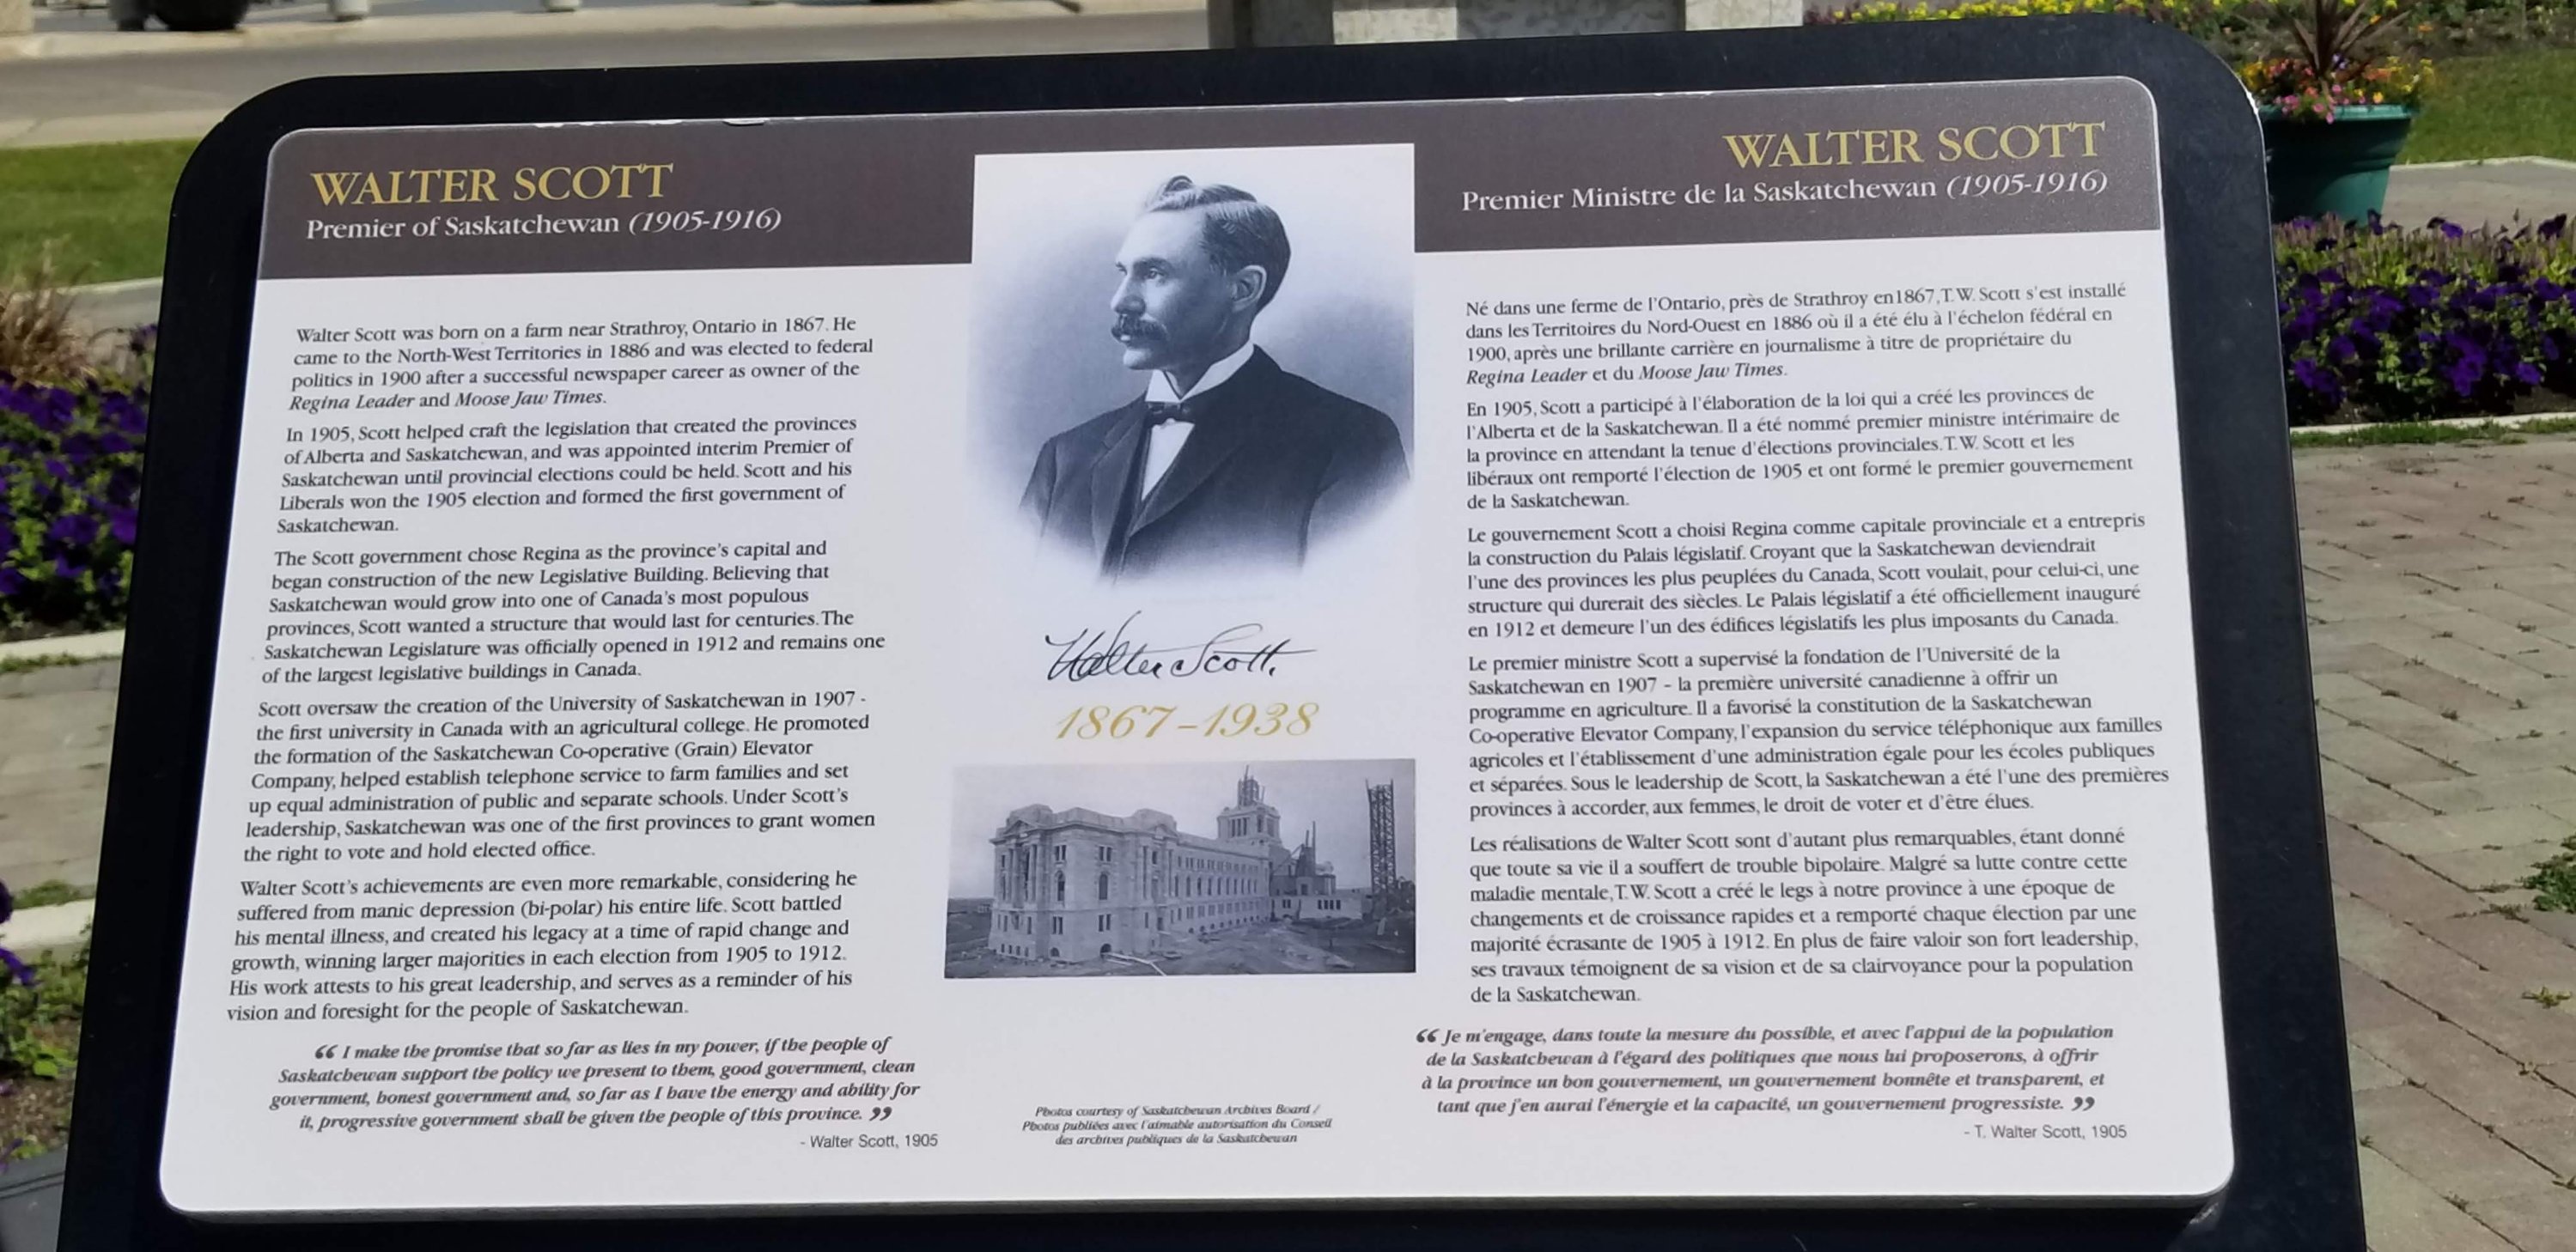 WALTER SCOTT
Premier of Saskatchewan (1905-1916)
Walter Scott was born on a farm near Strathroy, Ontario in 1867. He
came to the North-West Territories in 1886 and was elected to federal
politics in 1900 after a successful newspaper career as owner of the
Regina Leader and Moose Jaw Times.
In 1905, Scott helped craft the legislation that created the provinces
of Alberta and Saskatchewan, and was appointed interim Premier of
Saskatchewan until provincial elections could be held. Scott and his
Liberals won the 1905 election and formed the first government of
Saskatchewan.
The Scott government chose Regina as the province's capital and
began construction of the new Legislative Building. Believing that
Saskatchewan would grow into one of Canada's most populous
provinces, Scott wanted a structure that would last for centuries. The
Saskatchewan Legislature was officially opened in 1912 and remains one
of the largest legislative buildings in Canada.
Scott oversaw the creation of the University of Saskatchewan in 1907 -
the first university in Canada with an agricultural college. He promoted
the formation of the Saskatchewan Co-operative (Grain) Elevator
Company, helped establish telephone service to farm families and set
up equal administration of public and separate schools. Under Scott's
leadership, Saskatchewan was one of the first provinces to grant women
the right to vote and hold elected office.
Walter Scott's achievements are even more remarkable, considering he
suffered from manic depression (bi-polar) his entire life. Scott battled
his mental illness, and created his legacy at a time of rapid change and
growth, winning larger majorities in each election from 1905 to 1912.
His work attests to his great leadership, and serves as a reminder of his
vision and foresight for the people of Saskatchewan.
“ I make the promise that so far as lies in my power, if the people of
Saskatchewan support the policy we present to them, good government, clean
government, honest government and, so far as I have the energy and ability for
it, progressive government shall be given the people of this province. ”
- Walter Scott, 1905
Walter Scott.
1867-1938
Photos courtesy of Saskatchewan Archives Board /
Photos publiées avec l'aimable autorisation du Conseil
des archives publiques de la Saskatchewan
WALTER SCOTT
Premier Ministre de la Saskatchewan (1905-1916)
Né dans une ferme de l'Ontario, près de Strathroy en1867, T.W. Scott s'est installé
dans les Territoires du Nord-Ouest en 1886 où il a été élu à l'échelon fédéral en
1900, après une brillante carrière en journalisme à titre de propriétaire du
Regina Leader et du Moose Jaw Times.
En 1905, Scott a participé à l'élaboration de la loi qui a créé les provinces de
l'Alberta et de la Saskatchewan. Il a été nommé premier ministre intérimaire de
la province en attendant la tenue d'élections provinciales. T.W. Scott et les
libéraux ont remporté l'élection de 1905 et ont formé le premier gouvernement
de la Saskatchewan.
Le gouvernement Scott a choisi Regina comme capitale provinciale et a entrepris
la construction du Palais législatif. Croyant que la Saskatchewan deviendrait
l'une des provinces les plus peuplées du Canada, Scott voulait, pour celui-ci, une
structure qui durerait des siècles. Le Palais législatif a été officiellement inauguré
en 1912 et demeure l'un des édifices législatifs les plus imposants du Canada.
Le premier ministre Scott a supervisé la fondation de l'Université de la
Saskatchewan en 1907 - la première université canadienne à offrir un
programme en agriculture. Il a favorisé la constitution de la Saskatchewan
Co-operative Elevator Company, l'expansion du service téléphonique aux familles
agricoles et l'établissement d'une administration égale pour les écoles publiques
et séparées. Sous le leadership de Scott, la Saskatchewan a été l'une des premières
provinces à accorder, aux femmes, le droit de voter et d'être élues.
Les réalisations de Walter Scott sont d'autant plus remarquables, étant donné
que toute sa vie il a souffert de trouble bipolaire. Malgré sa lutte contre cette
maladie mentale, T.W. Scott a créé le legs à notre province à une époque de
changements et de croissance rapides et a remporté chaque élection par une
majorité écrasante de 1905 à 1912. En plus de faire valoir son fort leadership,
ses travaux témoignent de sa vision et de sa clairvoyance pour la population
de la Saskatchewan.
“ Je m'engage, dans toute la mesure du possible, et avec l'appui de la population
de la Saskatchewan à l'égard des politiques que nous lui proposerons, à offrir
à la province un bon gouvernement, un gouvernement honnête et transparent, et
tant que j'en aurai l'énergie et la capacité, un gouvernement progressiste. ”
- T. Walter Scott, 1905